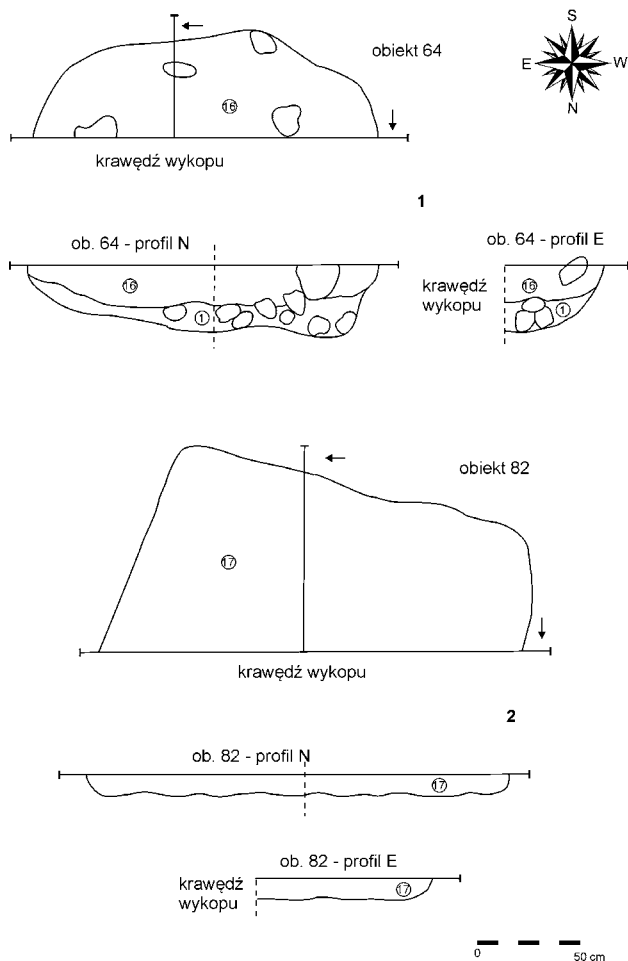 obiekt 64
S
E
W
N
16
krawędź wykopu
1
ob. 64 - profil N
ob. 64 - profil E
16
1
krawędź
wykopu
16
1
obiekt 82
17
krawędź wykopu
2
ob. 82 - profil N
17
ob. 82 - profil E
krawędź
wykopu
17
0 50 cm